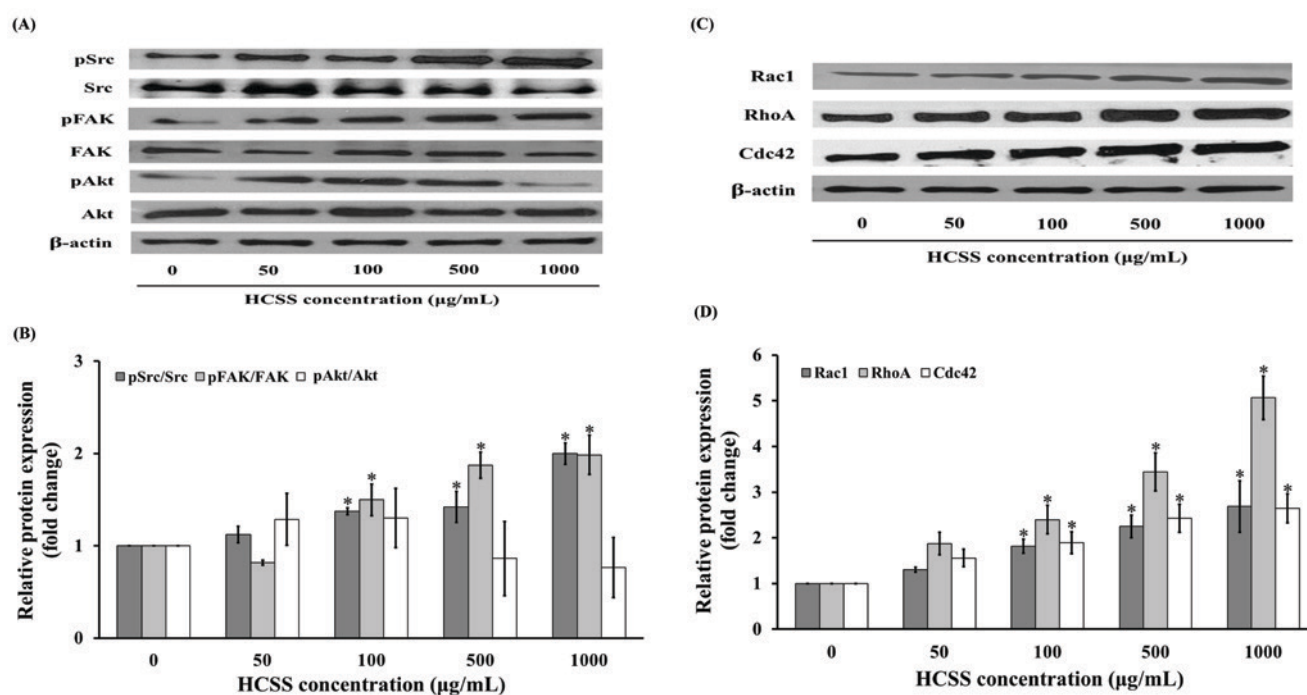 (A)
pSrc
Src
pFAK
FAK
pAkt
Akt
β-actin
0 50 100 500 1000
HCSS concentration (µg/mL)
(C)
Rac1
RhoA
Cdc42
β-actin
0 50 100 500 1000
HCSS concentration (µg/mL)
(B)
Relative protein expression
(fold change)
3
2
1
0
pSrc/Src pFAK/FAK pAkt/Akt
* * * * * *
0 50 100 500 1000
HCSS concentration (µg/mL)
(D)
Relative protein expression
(fold change)
6
5
4
3
2
1
0
Rac1 RhoA Cdc42
* * * * * * * * *
0 50 100 500 1000
HCSS concentration (µg/mL)